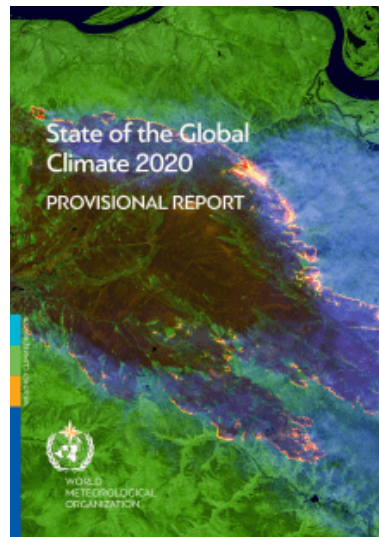 State of the Global
Climate 2020
PROVISIONAL REPORT
WORLD
METEOROLOGICAL
ORGANIZATION